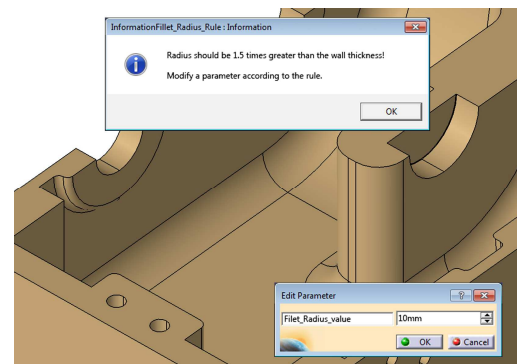 InformationFillet_Radius_Rule : Information
Radius should be 1.5 times greater than the wall thickness!
Modify a parameter according to the rule.
OK
Edit Parameter
Filet_Radius_value 10mm
OK Cancel